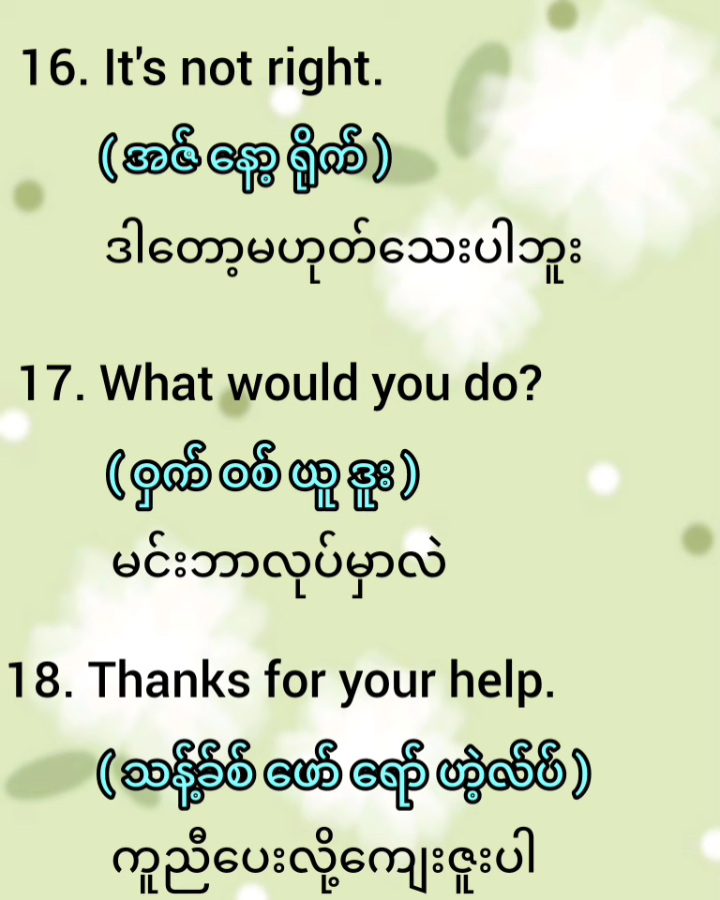 16. It's not right.
(အဇ် နော့ ရိုက်)
ဒါတော့မဟုတ်သေးပါဘူး
17. What would you do?
(ဝှက် ဝစ် ယူ ဒူး)
မင်းဘာလုပ်မှာလဲ
18. Thanks for your help.
(သန့်ခ်စ် ဖော် ရော် ဟဲ့လ်ပ်)
ကူညီပေးလို့ကျေးဇူးပါ